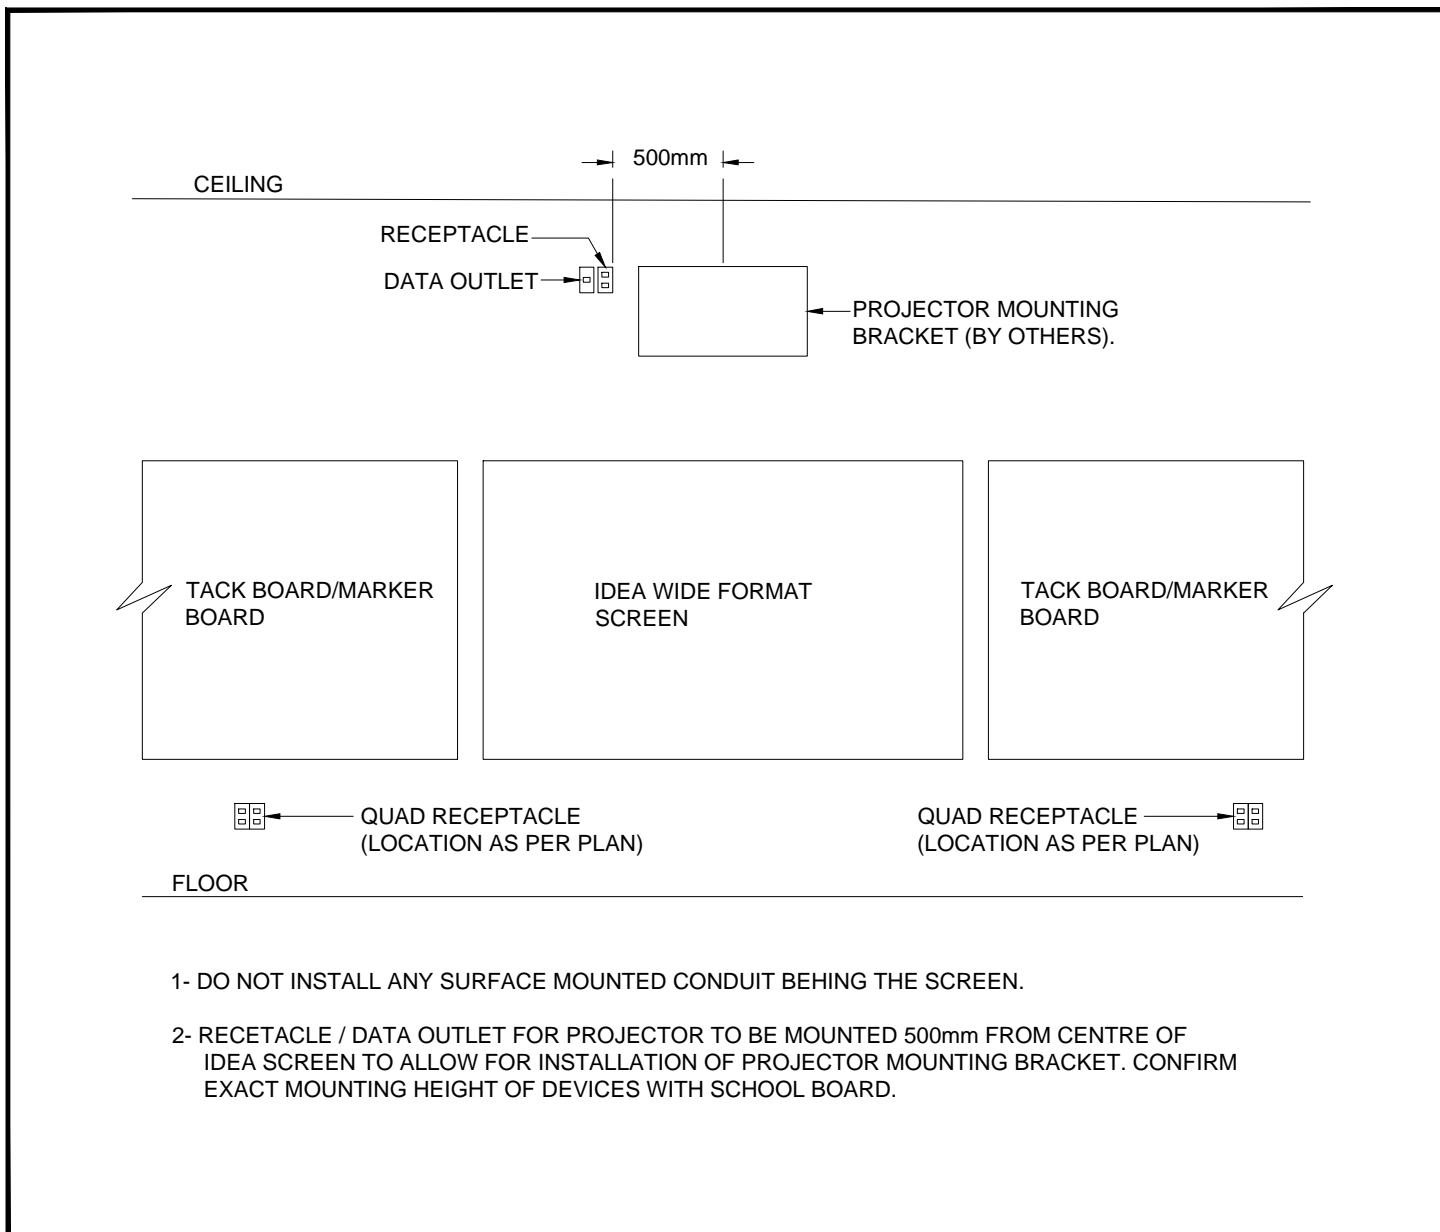 500mm
CEILING
RECEPTACLE
DATA OUTLET
PROJECTOR MOUNTING
BRACKET (BY OTHERS).
TACK BOARD/MARKER
BOARD
IDEA WIDE FORMAT
SCREEN
TACK BOARD/MARKER
BOARD
QUAD RECEPTACLE
(LOCATION AS PER PLAN)
QUAD RECEPTACLE
(LOCATION AS PER PLAN)
FLOOR
1- DO NOT INSTALL ANY SURFACE MOUNTED CONDUIT BEHING THE SCREEN.
2- RECETACLE / DATA OUTLET FOR PROJECTOR TO BE MOUNTED 500mm FROM CENTRE OF
IDEA SCREEN TO ALLOW FOR INSTALLATION OF PROJECTOR MOUNTING BRACKET. CONFIRM
EXACT MOUNTING HEIGHT OF DEVICES WITH SCHOOL BOARD.